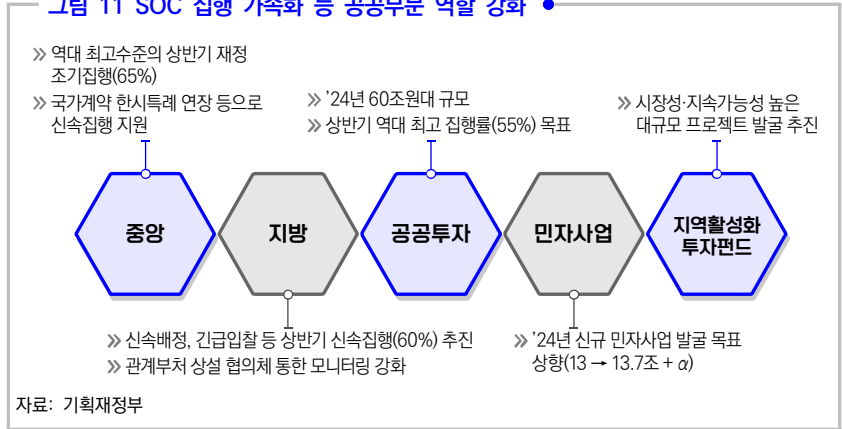 그림 11 SOC 집행 가속화 등 공공부문 역할 강화
» 역대 최고수준의 상반기 재정
조기집행(65%)
» 국가계약 한시특례 연장 등으로
신속집행 지원
» ’24년 60조원대 규모
» 상반기 역대 최고 집행률(55%) 목표
» 시장성·지속가능성 높은
대규모 프로젝트 발굴 추진
중앙
지방
공공투자
민자사업
지역활성화
투자펀드
» 신속배정, 긴급입찰 등 상반기 신속집행(60%) 추진
» 관계부처 상설 협의체 통한 모니터링 강화
» ’24년 신규 민자사업 발굴 목표
상향(13 → 13.7조 + α)
자료: 기획재정부